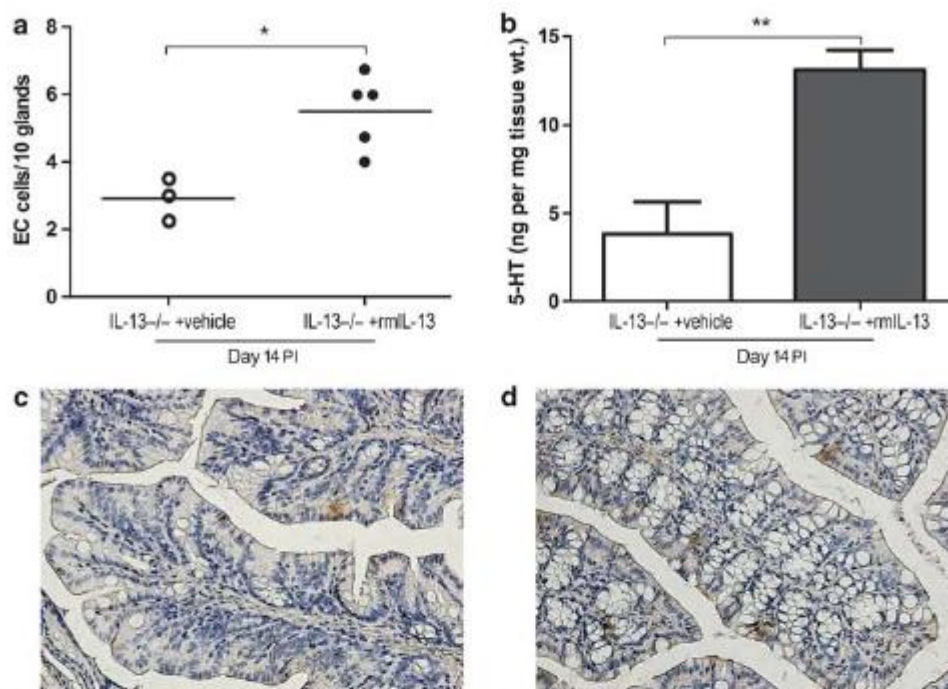 a
8
6
4
2
0
EC cells/10 glands
*
IL-13–/– +vehicle
IL-13–/– +rmIL-13
Day 14 PI
b
15
10
5
0
5-HT (ng per mg tissue wt.)
**
IL-13–/– +vehicle
IL-13–/– +rmIL-13
Day 14 PI
c
d